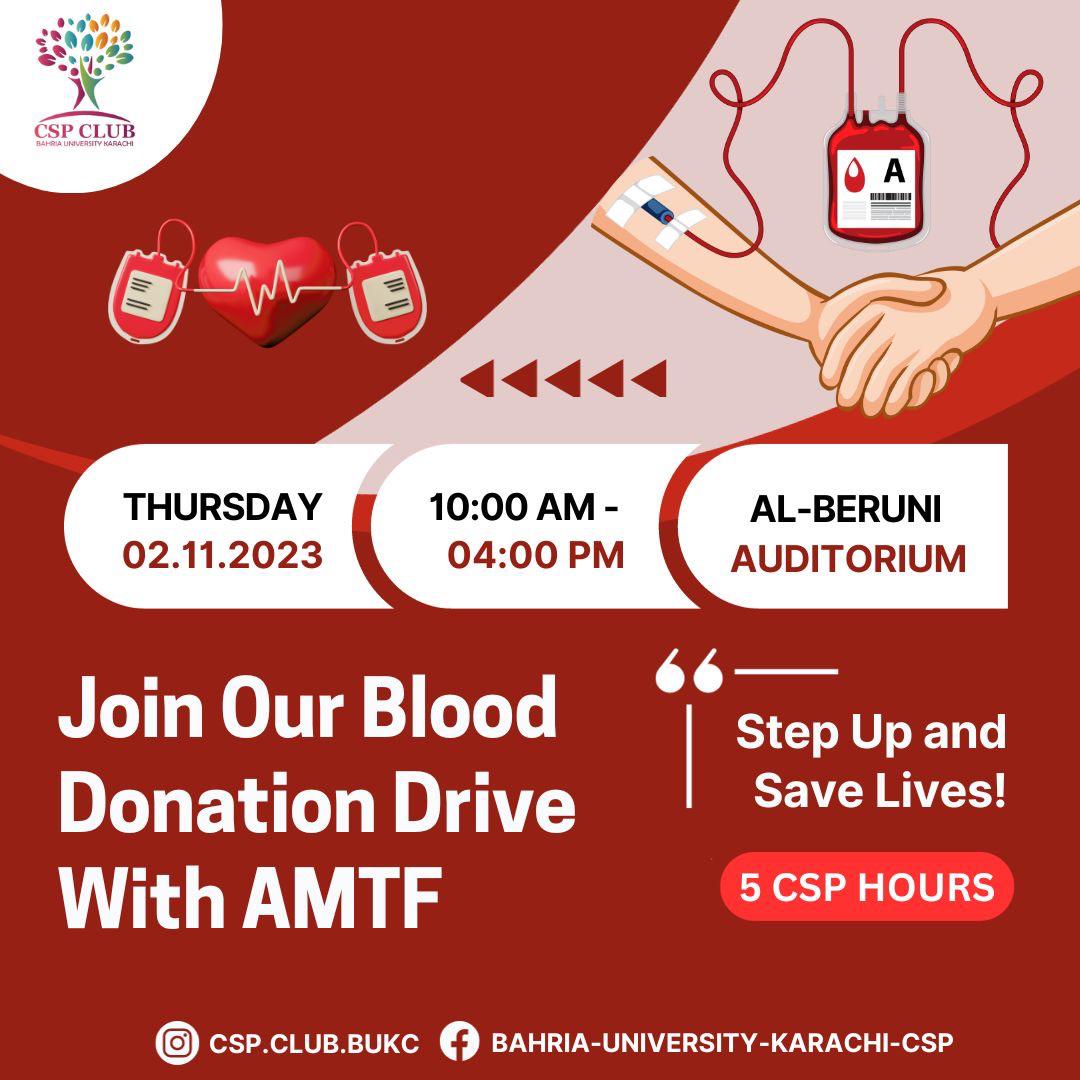 CSP CLUB
BAHRIA UNIVERSITY KARACHI
A
THURSDAY
02.11.2023
10:00 AM -
04:00 PM
AL-BERUNI
AUDITORIUM
Join Our Blood
Donation Drive
With AMTF
“
Step Up and
Save Lives!
5 CSP HOURS
CSP.CLUB.BUKC
BAHRIA-UNIVERSITY-KARACHI-CSP